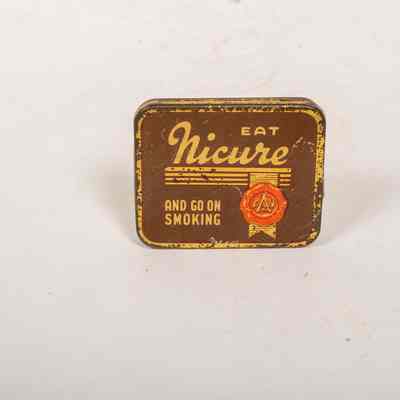 EAT
Nicure
AND GO ON
SMOKING